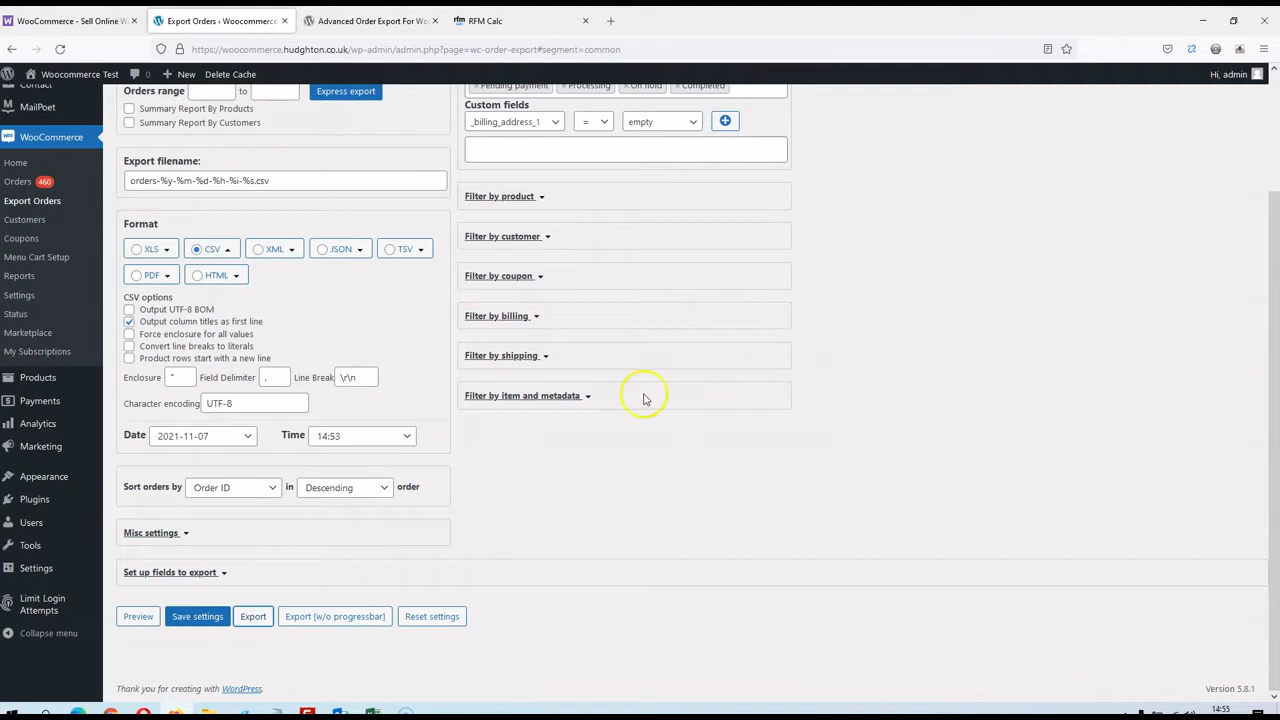 WooCommerce - Sell Online W
Export Orders ‹ Woocommerce
Advanced Order Export For Wo
RFM Calc
https://woocommerce.hudghton.co.uk/wp-admin/admin.php?page=wc-order-export#segment=common
Woocommerce Test
0
New
Delete Cache
Hi, admin
Contact
MailPoet
WooCommerce
Home
Orders 460
Export Orders
Customers
Coupons
Menu Cart Setup
Reports
Settings
Status
Marketplace
My Subscriptions
Products
Payments
Analytics
Marketing
Appearance
Plugins
Users
Tools
Settings
Limit Login
Attempts
Collapse menu
Orders range
to
Express export
Summary Report By Products
Summary Report By Customers
Export filename:
orders-%y-%m-%d-%h-%i-%s.csv
Format
XLS
CSV
XML
JSON
TSV
PDF
HTML
CSV options
Output UTF-8 BOM
Output column titles as first line
Force enclosure for all values
Convert line breaks to literals
Product rows start with a new line
Enclosure " Field Delimiter , Line Break \r\n
Character encoding UTF-8
Date 2021-11-07 Time 14:53
Sort orders by Order ID in Descending order
Misc settings
Set up fields to export
Preview
Save settings
Export
Export [w/o progressbar]
Reset settings
× Pending payment × Processing × On hold × Completed
Custom fields
_billing_address_1 = empty
Filter by product
Filter by customer
Filter by coupon
Filter by billing
Filter by shipping
Filter by item and metadata
Thank you for creating with WordPress.
Version 5.8.1
14:55